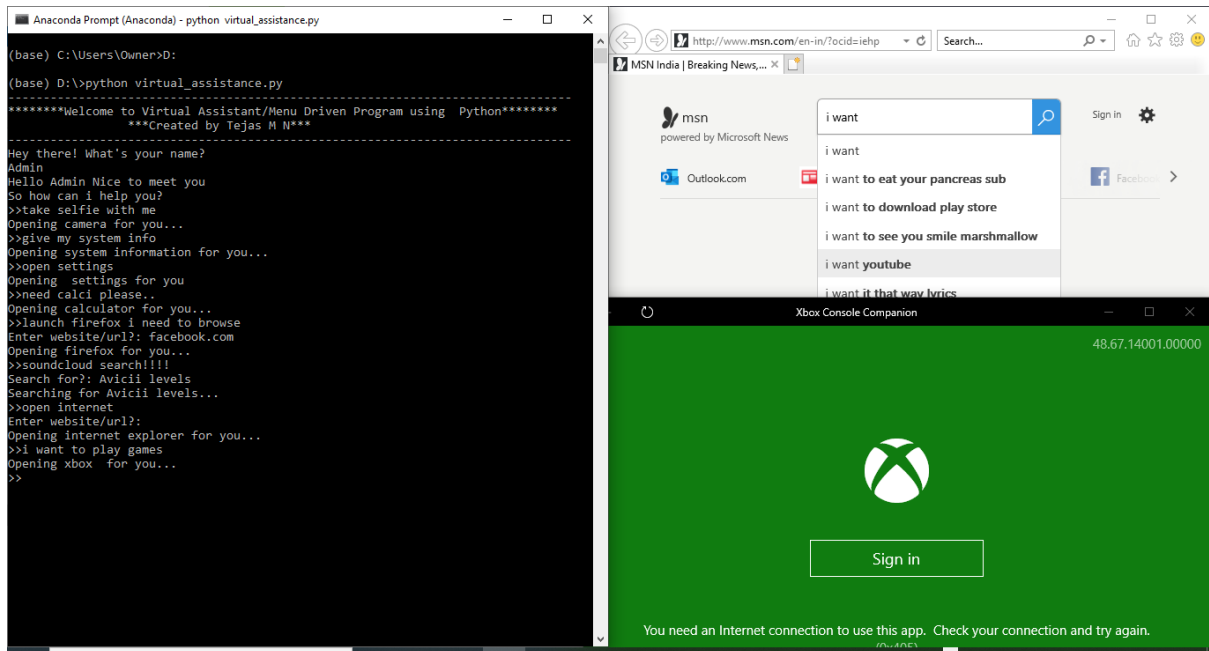 Anaconda Prompt (Anaconda) - python  virtual_assistance.py
(base) C:\Users\Owner>D:
(base) D:\>python virtual_assistance.py
--------------------------------------------------------------------------------
********Welcome to Virtual Assistant/Menu Driven Program using  Python********
***Created by Tejas M N***
--------------------------------------------------------------------------------
Hey there! What's your name?
Admin
Hello Admin Nice to meet you
So how can i help you?
>>take selfie with me
Opening camera for you...
>>give my system info
Opening system information for you...
>>open settings
Opening  settings for you
>>need calci please..
Opening calculator for you...
>>launch firefox i need to browse
Enter website/url?: facebook.com
Opening firefox for you...
>>soundcloud search!!!!
Search for?: Avicii levels
Searching for Avicii levels...
>>open internet
Enter website/url?:
Opening internet explorer for you...
>>i want to play games
Opening xbox  for you...
>>
http://www.msn.com/en-in/?ocid=iehp
Search...
MSN India | Breaking News,...
msn
powered by Microsoft News
i want
Sign in
i want
i want to eat your pancreas sub
i want to download play store
i want to see you smile marshmallow
i want youtube
i want it that way lyrics
Outlook.com
Facebook
Xbox Console Companion
48.67.14001.00000
Sign in
You need an Internet connection to use this app.  Check your connection and try again.
(0x405)